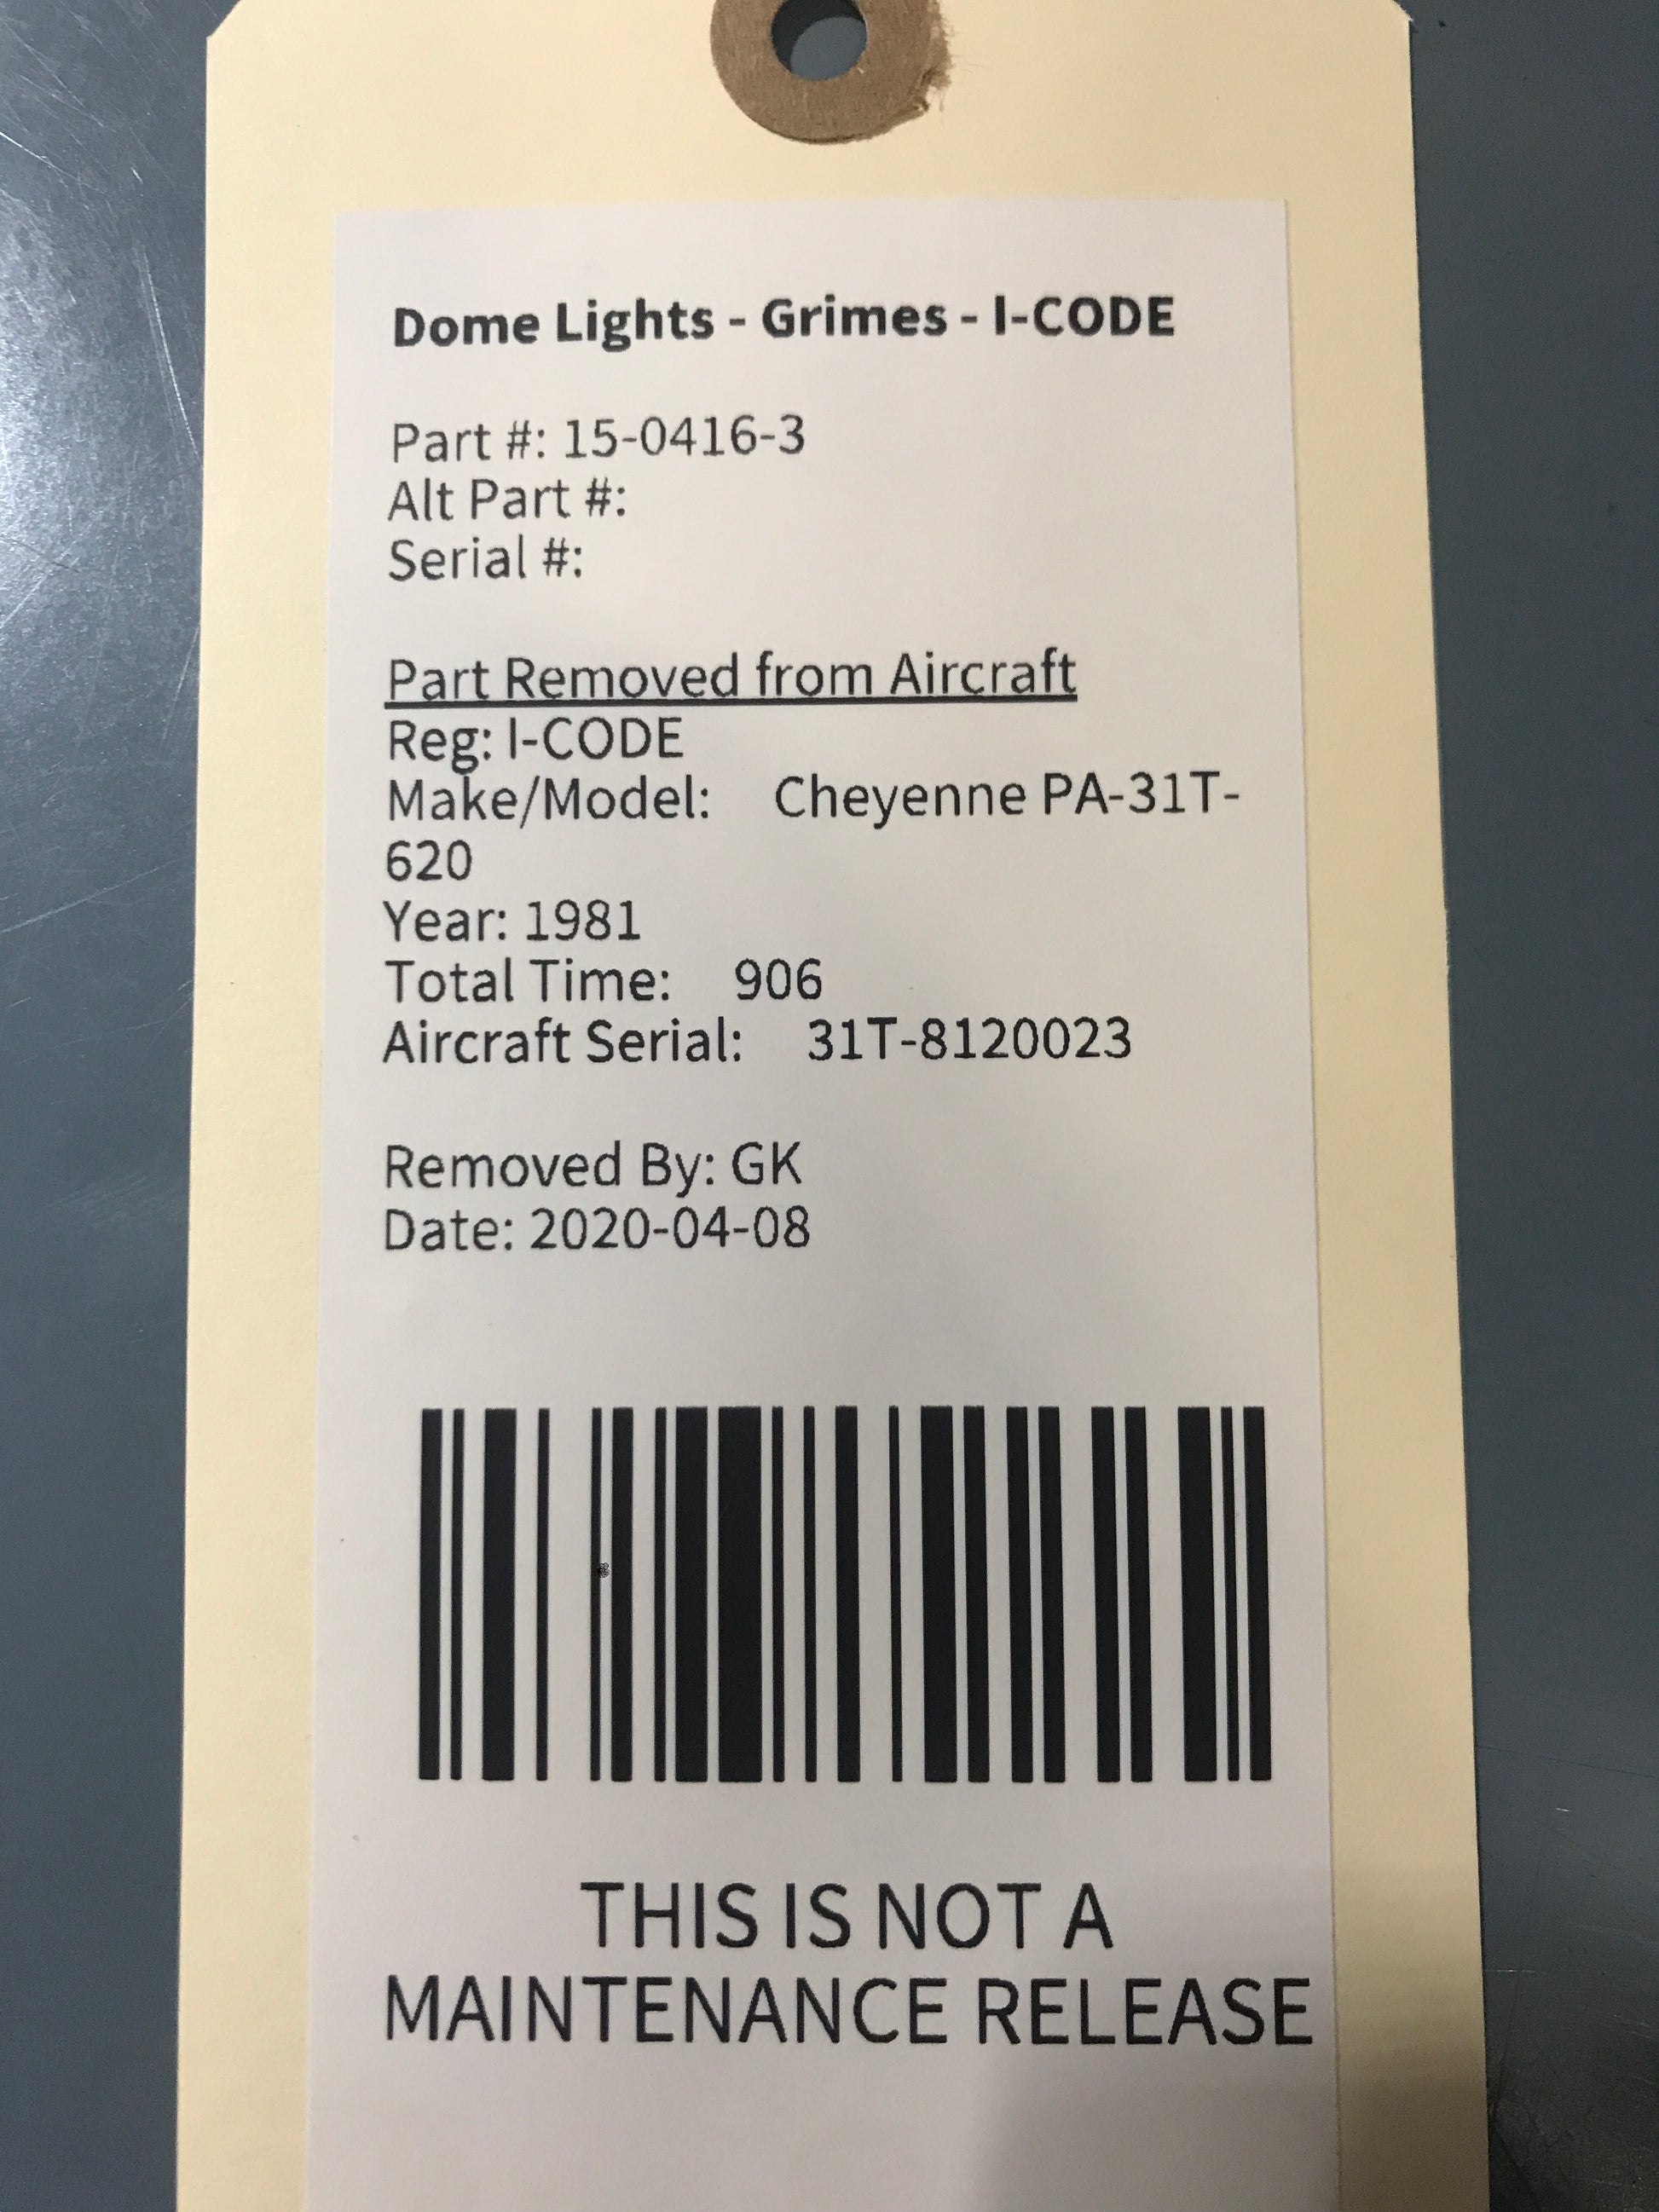 Dome Lights - Grimes - I-CODE
Part #: 15-0416-3
Alt Part #:
Serial #:
Part Removed from Aircraft
Reg: I-CODE
Make/Model: Cheyenne PA-31T-
620
Year: 1981
Total Time: 906
Aircraft Serial: 31T-8120023
Removed By: GK
Date: 2020-04-08
THIS IS NOT A
MAINTENANCE RELEASE